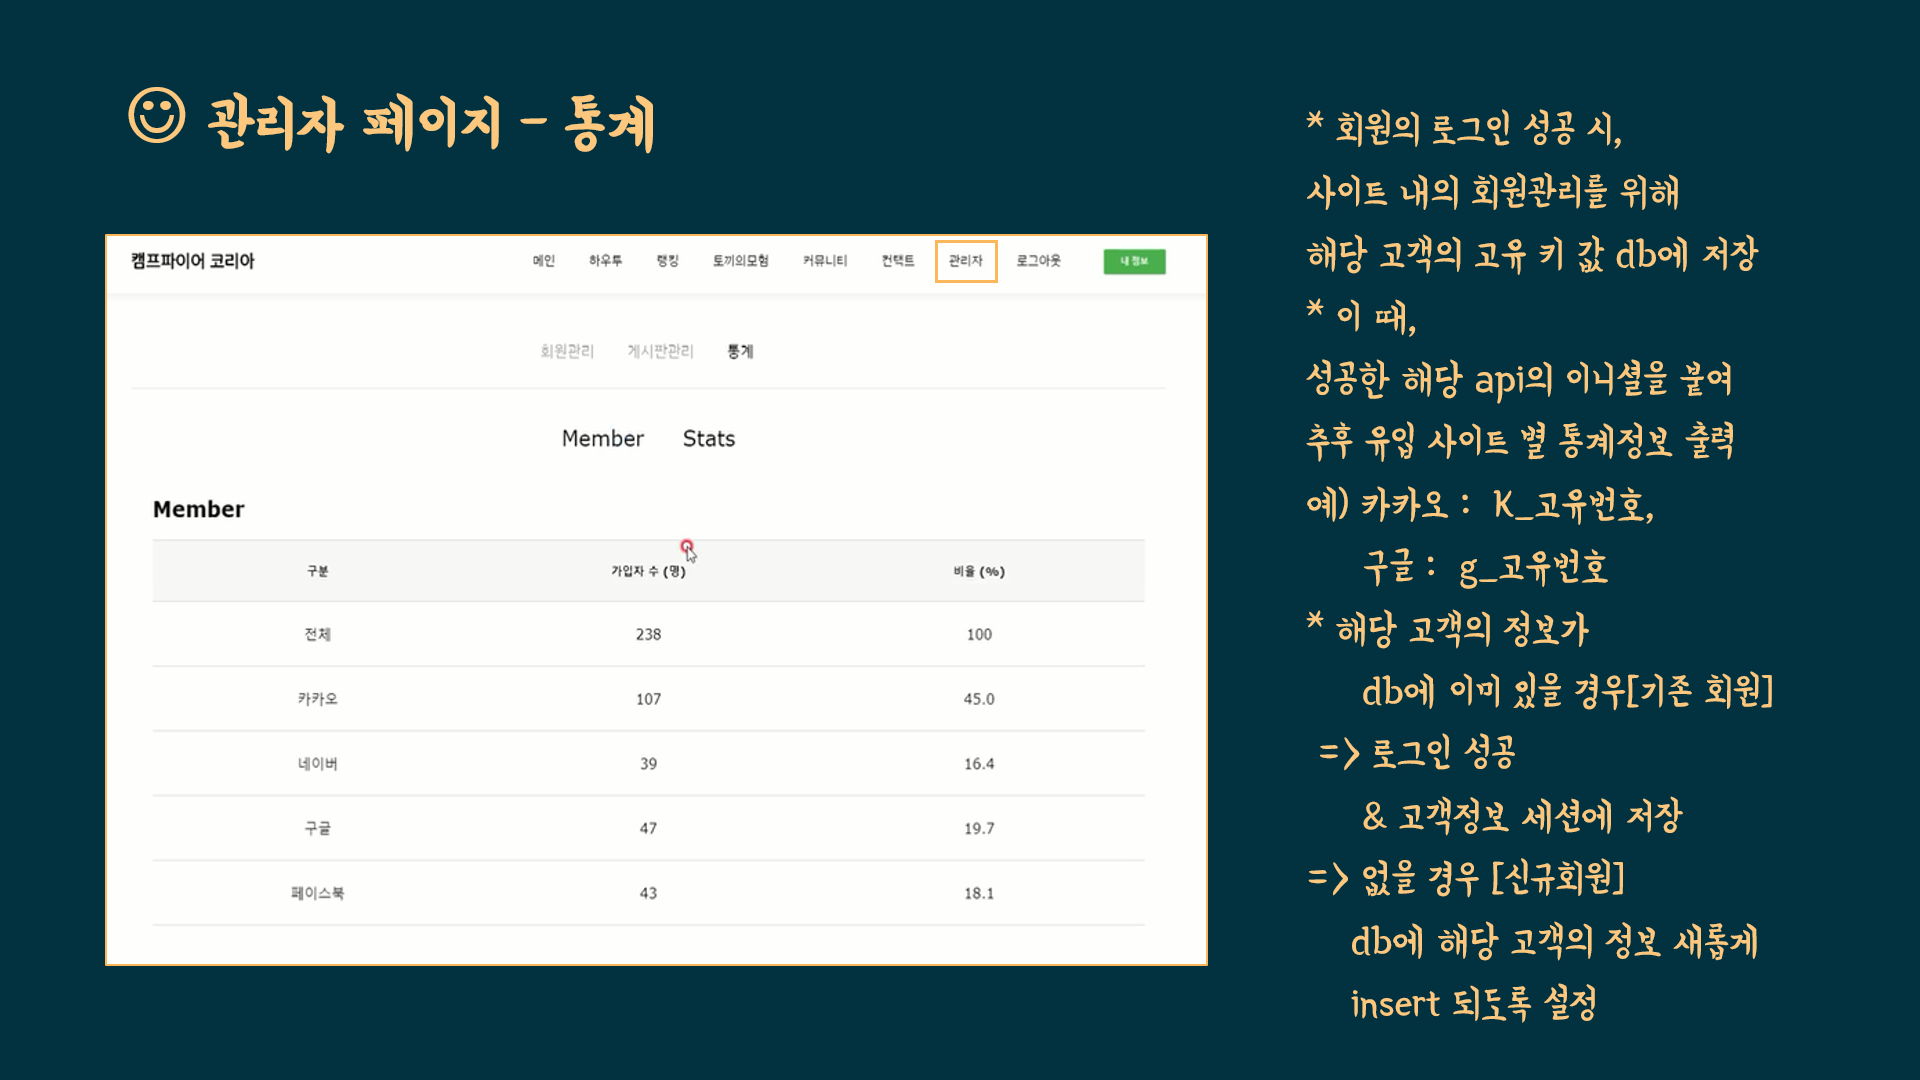 관리자 페이지 - 통계
캠프파이어 코리아
메인 하우투 랭킹 토끼의모험 커뮤니티 컨택트 관리자 로그아웃 내 정보
회원관리 게시판관리 통계
Member Stats
Member
구분 가입자 수 (명) 비율 (%)
전체 238 100
카카오 107 45.0
네이버 39 16.4
구글 47 19.7
페이스북 43 18.1
* 회원의 로그인 성공 시,
사이트 내의 회원관리를 위해
해당 고객의 고유 키 값 db에 저장
* 이 때,
성공한 해당 api의 이니셜을 붙여
추후 유입 사이트 별 통계정보 출력
예) 카카오 : K_고유번호,
구글 : g_고유번호
* 해당 고객의 정보가
db에 이미 있을 경우[기존 회원]
=> 로그인 성공
& 고객정보 세션에 저장
=> 없을 경우 [신규회원]
db에 해당 고객의 정보 새롭게
insert 되도록 설정